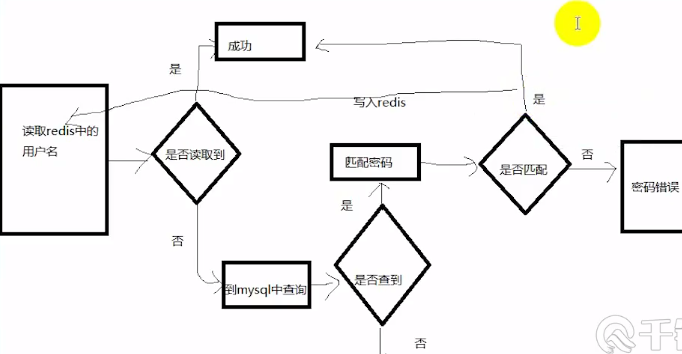 成功
是
写入redis
读取redis中的
用户名
是否读取到
是
匹配密码
是否匹配
否
密码错误
否
是
到mysql中查询
是否查到
否
千